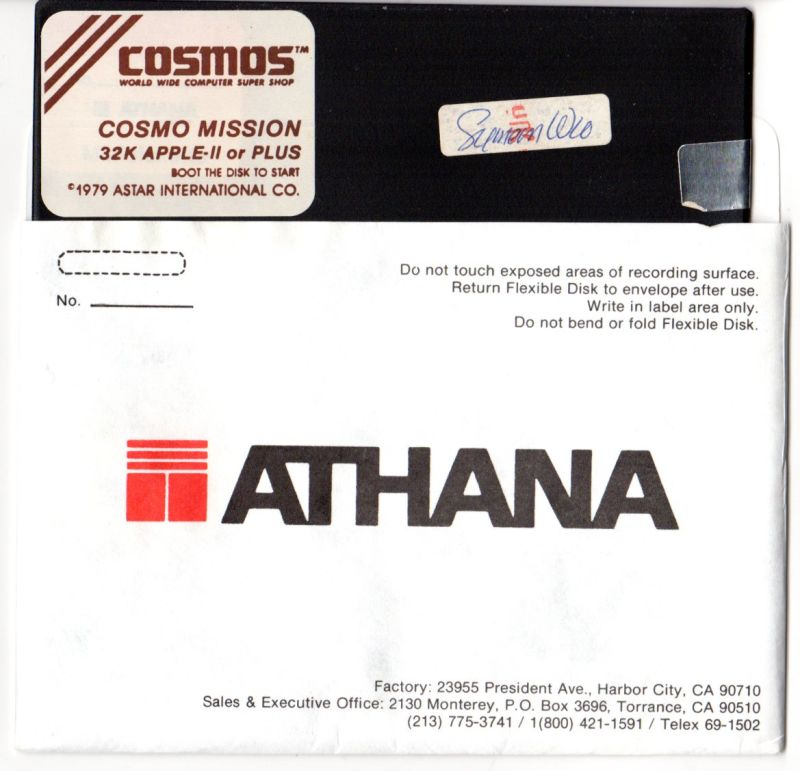 COSMOS™
WORLD WIDE COMPUTER SUPER SHOP
COSMO MISSION
32K APPLE-II or PLUS
BOOT THE DISK TO START
©1979 ASTAR INTERNATIONAL CO.
No.
Do not touch exposed areas of recording surface.
Return Flexible Disk to envelope after use.
Write in label area only.
Do not bend or fold Flexible Disk.
ATHANA
Factory: 23955 President Ave., Harbor City, CA 90710
Sales & Executive Office: 2130 Monterey, P.O. Box 3696, Torrance, CA 90510
(213) 775-3741 / 1(800) 421-1591 / Telex 69-1502